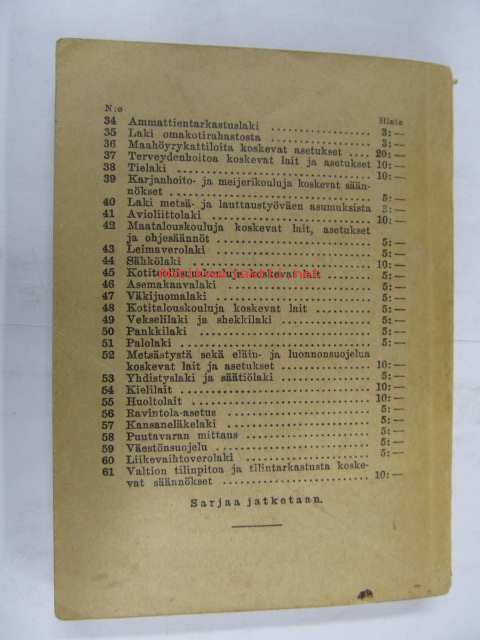 N:o Hinta
34 Ammattientarkastuslaki 3: —
35 Laki omakotirahastosta 3: —
36 Maahöyrykattiloita koskevat asetukset 20: —
37 Terveydenhoitoa koskevat lait ja asetukset 10: —
38 Tielaki 10: —
39 Karjanhoito- ja meijerikouluja koskevat sään-
nökset 5: —
40 Laki metsä- ja lauttaustyöväen asumuksista 3: —
41 Avioliittolaki 10: —
42 Maatalouskouluja koskevat lait, asetukset
ja ohjesäännöt 5: —
43 Leimaverolaki 5: —
44 Sähkölaki 10: —
45 koskevat lait 5: —
46 Asemakaavalaki 5: —
47 Väkijuomalaki 5: —
48 Kotitalouskouluja koskevat lait 5: —
49 Vekselilaki ja shekkilaki 5: —
50 Pankkilaki 5: —
51 Palolaki 5: —
52 Metsästystä sekä eläin- ja luonnonsuojelua
koskevat lait ja asetukset 10: —
53 Yhdistyslaki ja säätiölaki 5: —
54 Kielilait 10: —
55 Huoltolait 10: —
56 Ravintola-asetus 5: —
57 Kansaneläkelaki 5: —
58 Puutavaran mittaus 5: —
59 Väestönsuojelu 5: —
60 Liikevaihtoverolaki 5: —
61 Valtion tilinpitoa ja tilintarkastusta koske-
vat säännökset 10: —
Sarjaa jatketaan.